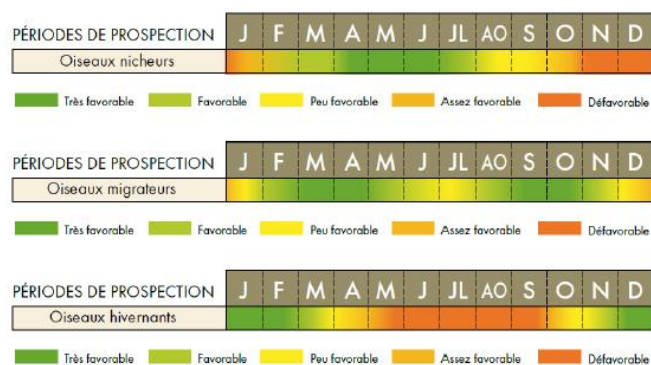 PÉRIODES DE PROSPECTION J F M A M J JL AO S O N D
Oiseaux nicheurs
Très favorable Favorable Peu favorable Assez favorable Défavorable
PÉRIODES DE PROSPECTION J F M A M J JL AO S O N D
Oiseaux migrateurs
Très favorable Favorable Peu favorable Assez favorable Défavorable
PÉRIODES DE PROSPECTION J F M A M J JL AO S O N D
Oiseaux hivernants
Très favorable Favorable Peu favorable Assez favorable Défavorable